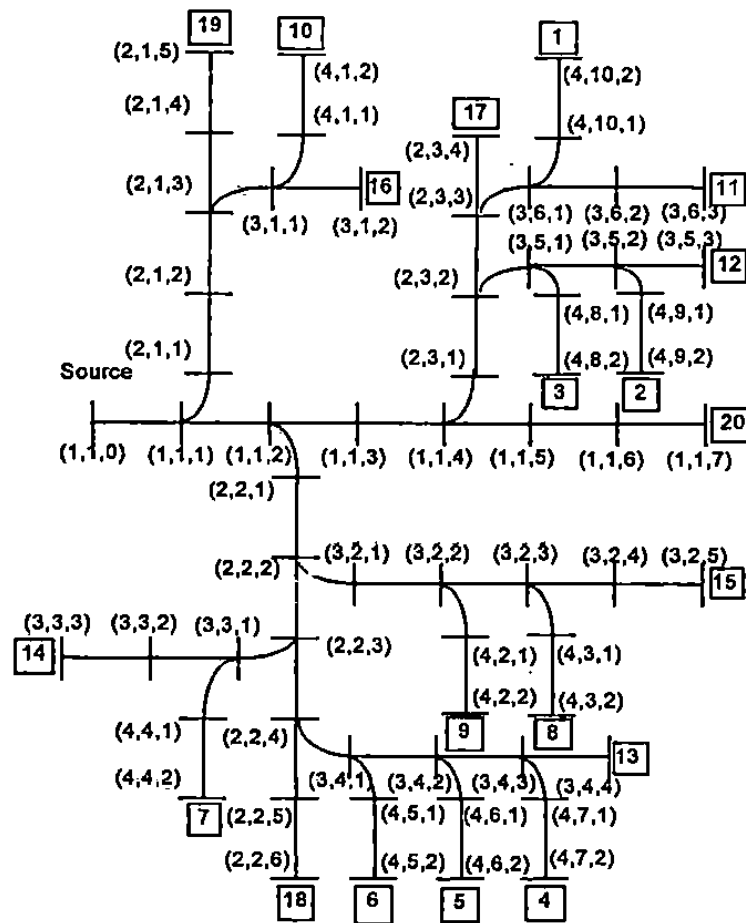 19 10 1
(2,1,5) (4,1,2) (4,10,2)
17
(2,1,4) (4,1,1) (2,3,4) (4,10,1)
(2,1,3) 16 (2,3,3) 11
(3,1,1) (3,1,2) (3,6,1) (3,6,2) (3,6,3)
(3,5,1) (3,5,2) (3,5,3)
12
(2,1,2) (2,3,2)
(4,8,1) (4,9,1)
(2,1,1) (2,3,1) (4,8,2) (4,9,2)
Source 3 2
20
(1,1,0) (1,1,1) (1,1,2) (1,1,3) (1,1,4) (1,1,5) (1,1,6) (1,1,7)
(2,2,1)
(2,2,2) (3,2,1) (3,2,2) (3,2,3) (3,2,4) (3,2,5)
15
(3,3,3) (3,3,2) (3,3,1) (2,2,3)
14 (4,2,1) (4,3,1)
(4,2,2) (4,3,2)
(4,4,1) (2,2,4) 9 8
13
(4,4,2) (3,4,1) (3,4,2) (3,4,3) (3,4,4)
7 (2,2,5) (4,5,1) (4,6,1) (4,7,1)
(2,2,6) (4,5,2) (4,6,2) (4,7,2)
18 6 5 4